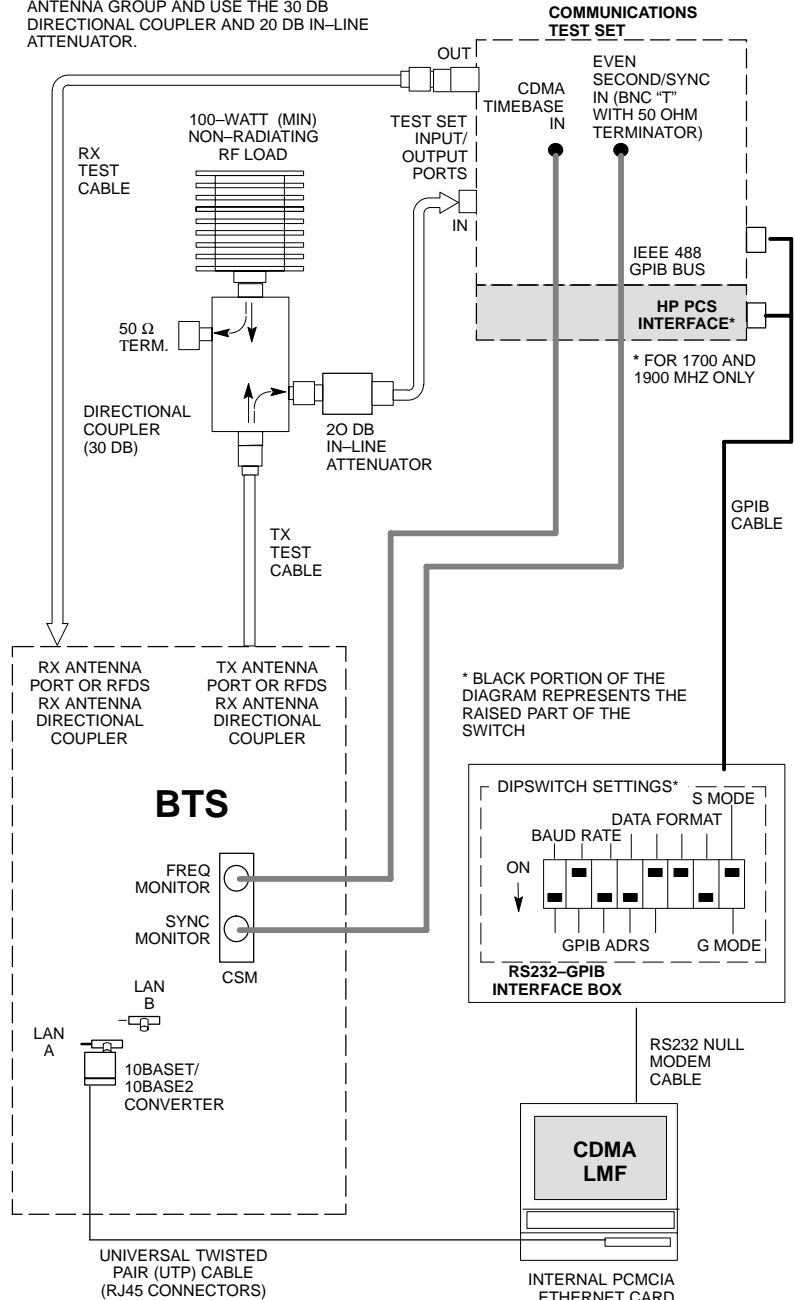 ANTENNA GROUP AND USE THE 30 DB
DIRECTIONAL COUPLER AND 20 DB IN–LINE
ATTENUATOR.
COMMUNICATIONS
TEST SET
OUT
EVEN
SECOND/SYNC
IN (BNC “T”
WITH 50 OHM
TERMINATOR)
CDMA
TIMEBASE
IN
100–WATT (MIN)
NON–RADIATING
RF LOAD
TEST SET
INPUT/
OUTPUT
PORTS
RX
TEST
CABLE
IN
IEEE 488
GPIB BUS
HP PCS
INTERFACE*
* FOR 1700 AND
1900 MHZ ONLY
50 Ω
TERM.
DIRECTIONAL
COUPLER
(30 DB)
2O DB
IN–LINE
ATTENUATOR
GPIB
CABLE
TX
TEST
CABLE
RX ANTENNA
PORT OR RFDS
RX ANTENNA
DIRECTIONAL
COUPLER
TX ANTENNA
PORT OR RFDS
RX ANTENNA
DIRECTIONAL
COUPLER
* BLACK PORTION OF THE
DIAGRAM REPRESENTS THE
RAISED PART OF THE
SWITCH
BTS
DIPSWITCH SETTINGS*
S MODE
DATA FORMAT
BAUD RATE
ON
GPIB ADRS
G MODE
RS232–GPIB
INTERFACE BOX
FREQ
MONITOR
SYNC
MONITOR
CSM
LAN
B
LAN
A
10BASET/
10BASE2
CONVERTER
RS232 NULL
MODEM
CABLE
CDMA
LMF
UNIVERSAL TWISTED
PAIR (UTP) CABLE
(RJ45 CONNECTORS)
INTERNAL PCMCIA
ETHERNET CARD